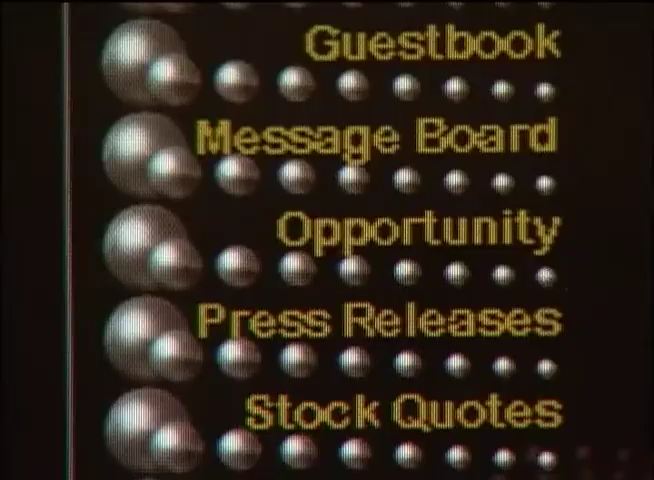 Guestbook
Message Board
Opportunity
Press Releases
Stock Quotes